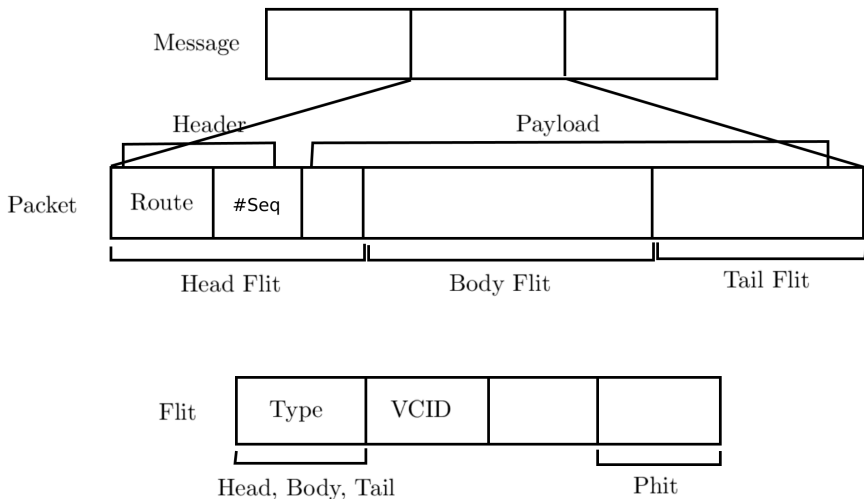 Message
Header
Payload
Packet
Route
#Seq
Head Flit
Body Flit
Tail Flit
Flit
Type
VCID
Head, Body, Tail
Phit